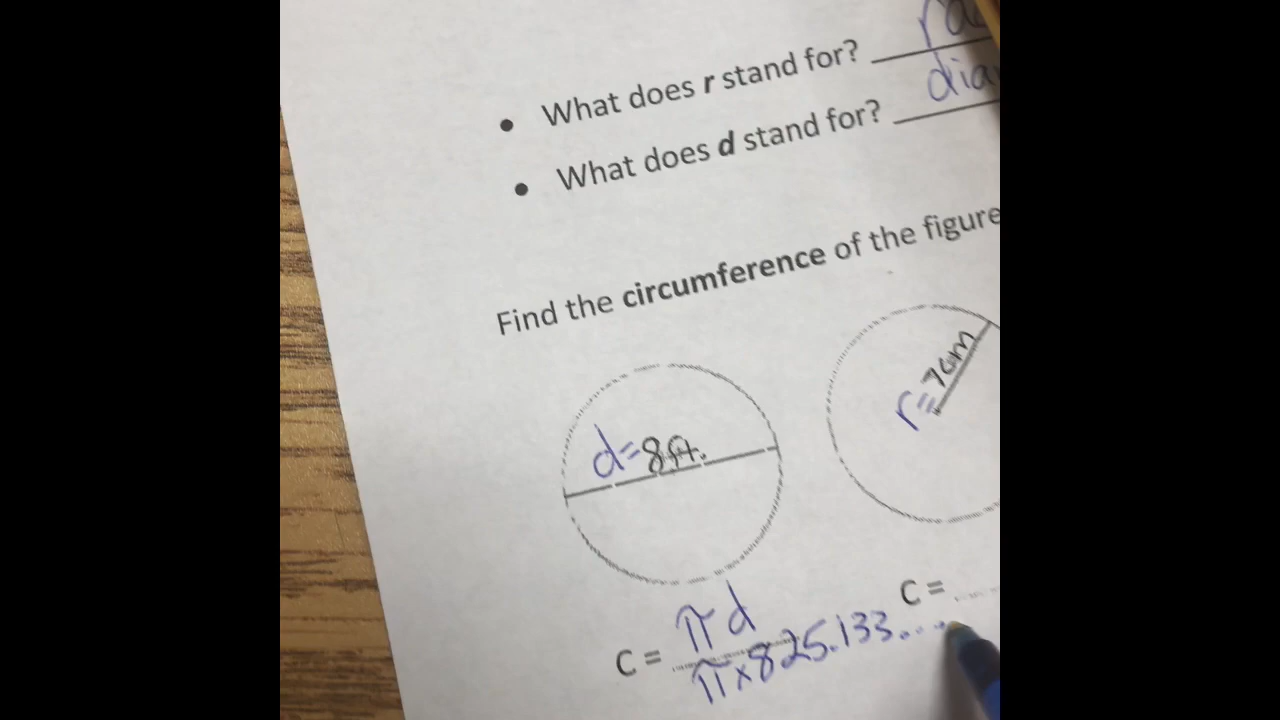 What does r stand for? ra
What does d stand for? dia
Find the circumference of the figure
d=8ft.
r=7cm
C = πd
π×8 25.133....
C =